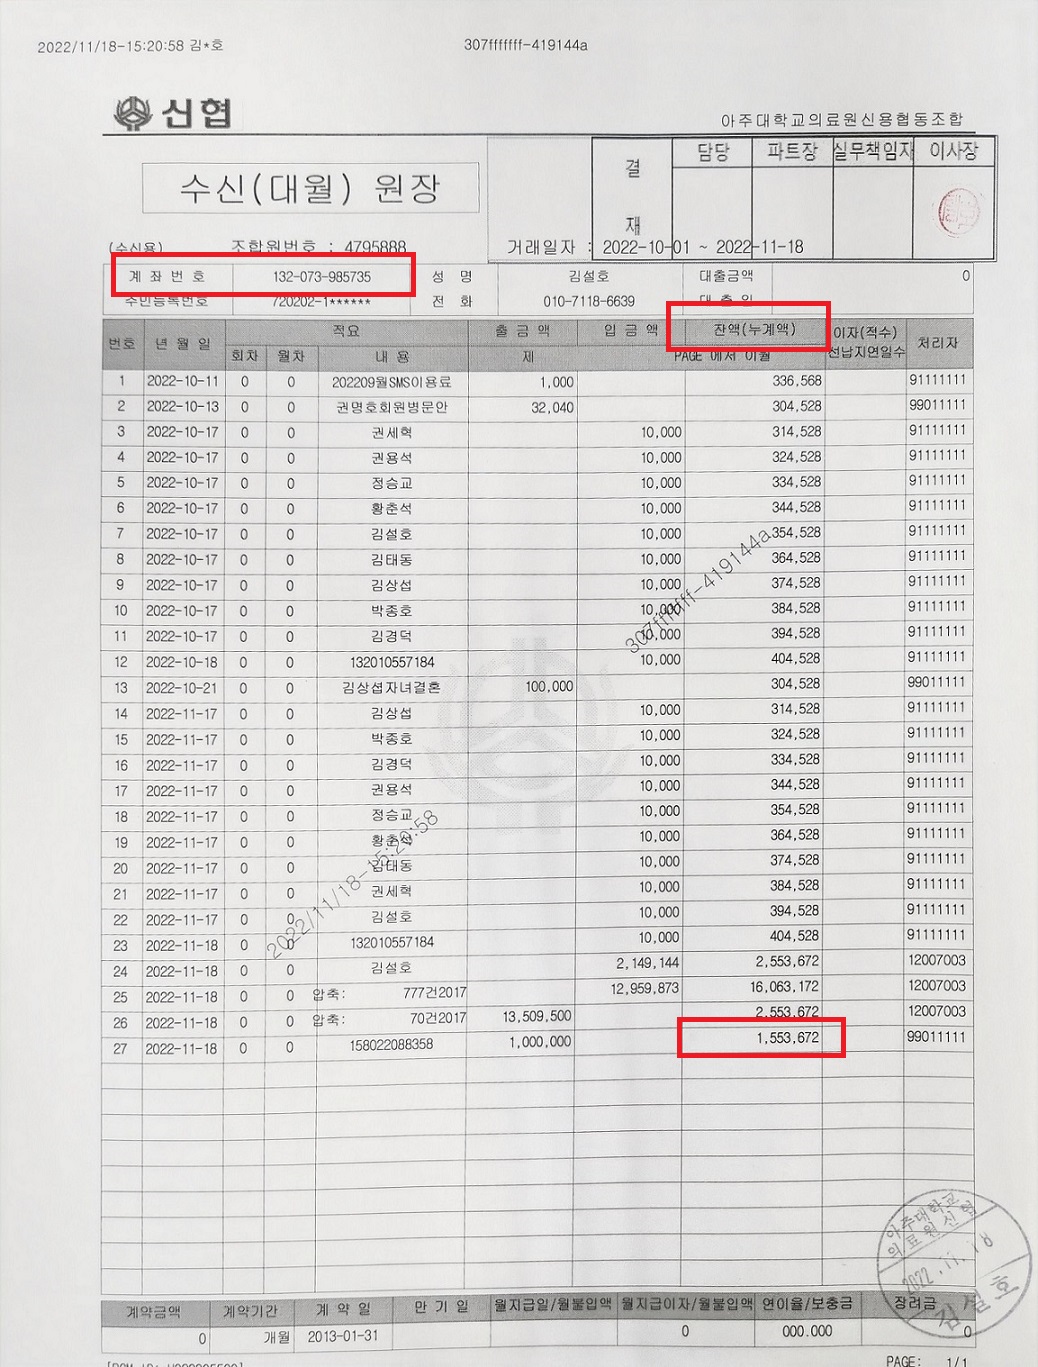 2022/11/18-15:20:58 김*호 307fffffff-419144a
신협
아주대학교의료원신용협동조합
결재 담당 파트장 실무책임자 이사장
수신(대월) 원장
(수신용) 조합원번호 : 4795888 거래일자 : 2022-10-01 ~ 2022-11-18
계 좌 번 호 132-073-985735 성 명 김설호 대출금액 0
주민등록번호 720202-1****** 전 화 010-7118-6639 대 출 일
번호 년 월 일 적요 출 금 액 입 금 액 잔액(누계액) 이자(적수) 처리자
회차 월차 내 용 제 PAGE 에서 이월 선납지연일수
1 2022-10-11 0 0 202209월SMS이용료 1,000 336,568 91111111
2 2022-10-13 0 0 권명호회원병문안 32,040 304,528 99011111
3 2022-10-17 0 0 권세혁 10,000 314,528 91111111
4 2022-10-17 0 0 권용석 10,000 324,528 91111111
5 2022-10-17 0 0 정승교 10,000 334,528 91111111
6 2022-10-17 0 0 황춘석 10,000 344,528 91111111
7 2022-10-17 0 0 김설호 10,000 354,528 91111111
8 2022-10-17 0 0 김태동 10,000 364,528 91111111
9 2022-10-17 0 0 김상섭 10,000 374,528 91111111
10 2022-10-17 0 0 박종호 10,000 384,528 91111111
11 2022-10-17 0 0 김경덕 10,000 394,528 91111111
12 2022-10-18 0 0 132010557184 10,000 404,528 91111111
13 2022-10-21 0 0 김상섭자녀결혼 100,000 304,528 99011111
14 2022-11-17 0 0 김상섭 10,000 314,528 91111111
15 2022-11-17 0 0 박종호 10,000 324,528 91111111
16 2022-11-17 0 0 김경덕 10,000 334,528 91111111
17 2022-11-17 0 0 권용석 10,000 344,528 91111111
18 2022-11-17 0 0 정승교 10,000 354,528 91111111
19 2022-11-17 0 0 황춘석 10,000 364,528 91111111
20 2022-11-17 0 0 김태동 10,000 374,528 91111111
21 2022-11-17 0 0 권세혁 10,000 384,528 91111111
22 2022-11-17 0 0 김설호 10,000 394,528 91111111
23 2022-11-18 0 0 132010557184 10,000 404,528 91111111
24 2022-11-18 0 0 김설호 2,149,144 2,553,672 12007003
25 2022-11-18 0 0 압축: 777건2017 12,959,873 16,063,172 12007003
26 2022-11-18 0 0 압축: 70건2017 13,509,500 2,553,672 12007003
27 2022-11-18 0 0 158022088358 1,000,000 1,553,672 99011111
307fffffff-419144a
2022/11/18-15:20:58
아주대학교
의료원신협
2022.11.18
김설호
계약금액 계약기간 계 약 일 만 기 일 월지급일/월불입액 월지급이자/월불입액 연이율/보충금 장려금
0 개월 2013-01-31 0 000.000 0
PAGE: 1/1